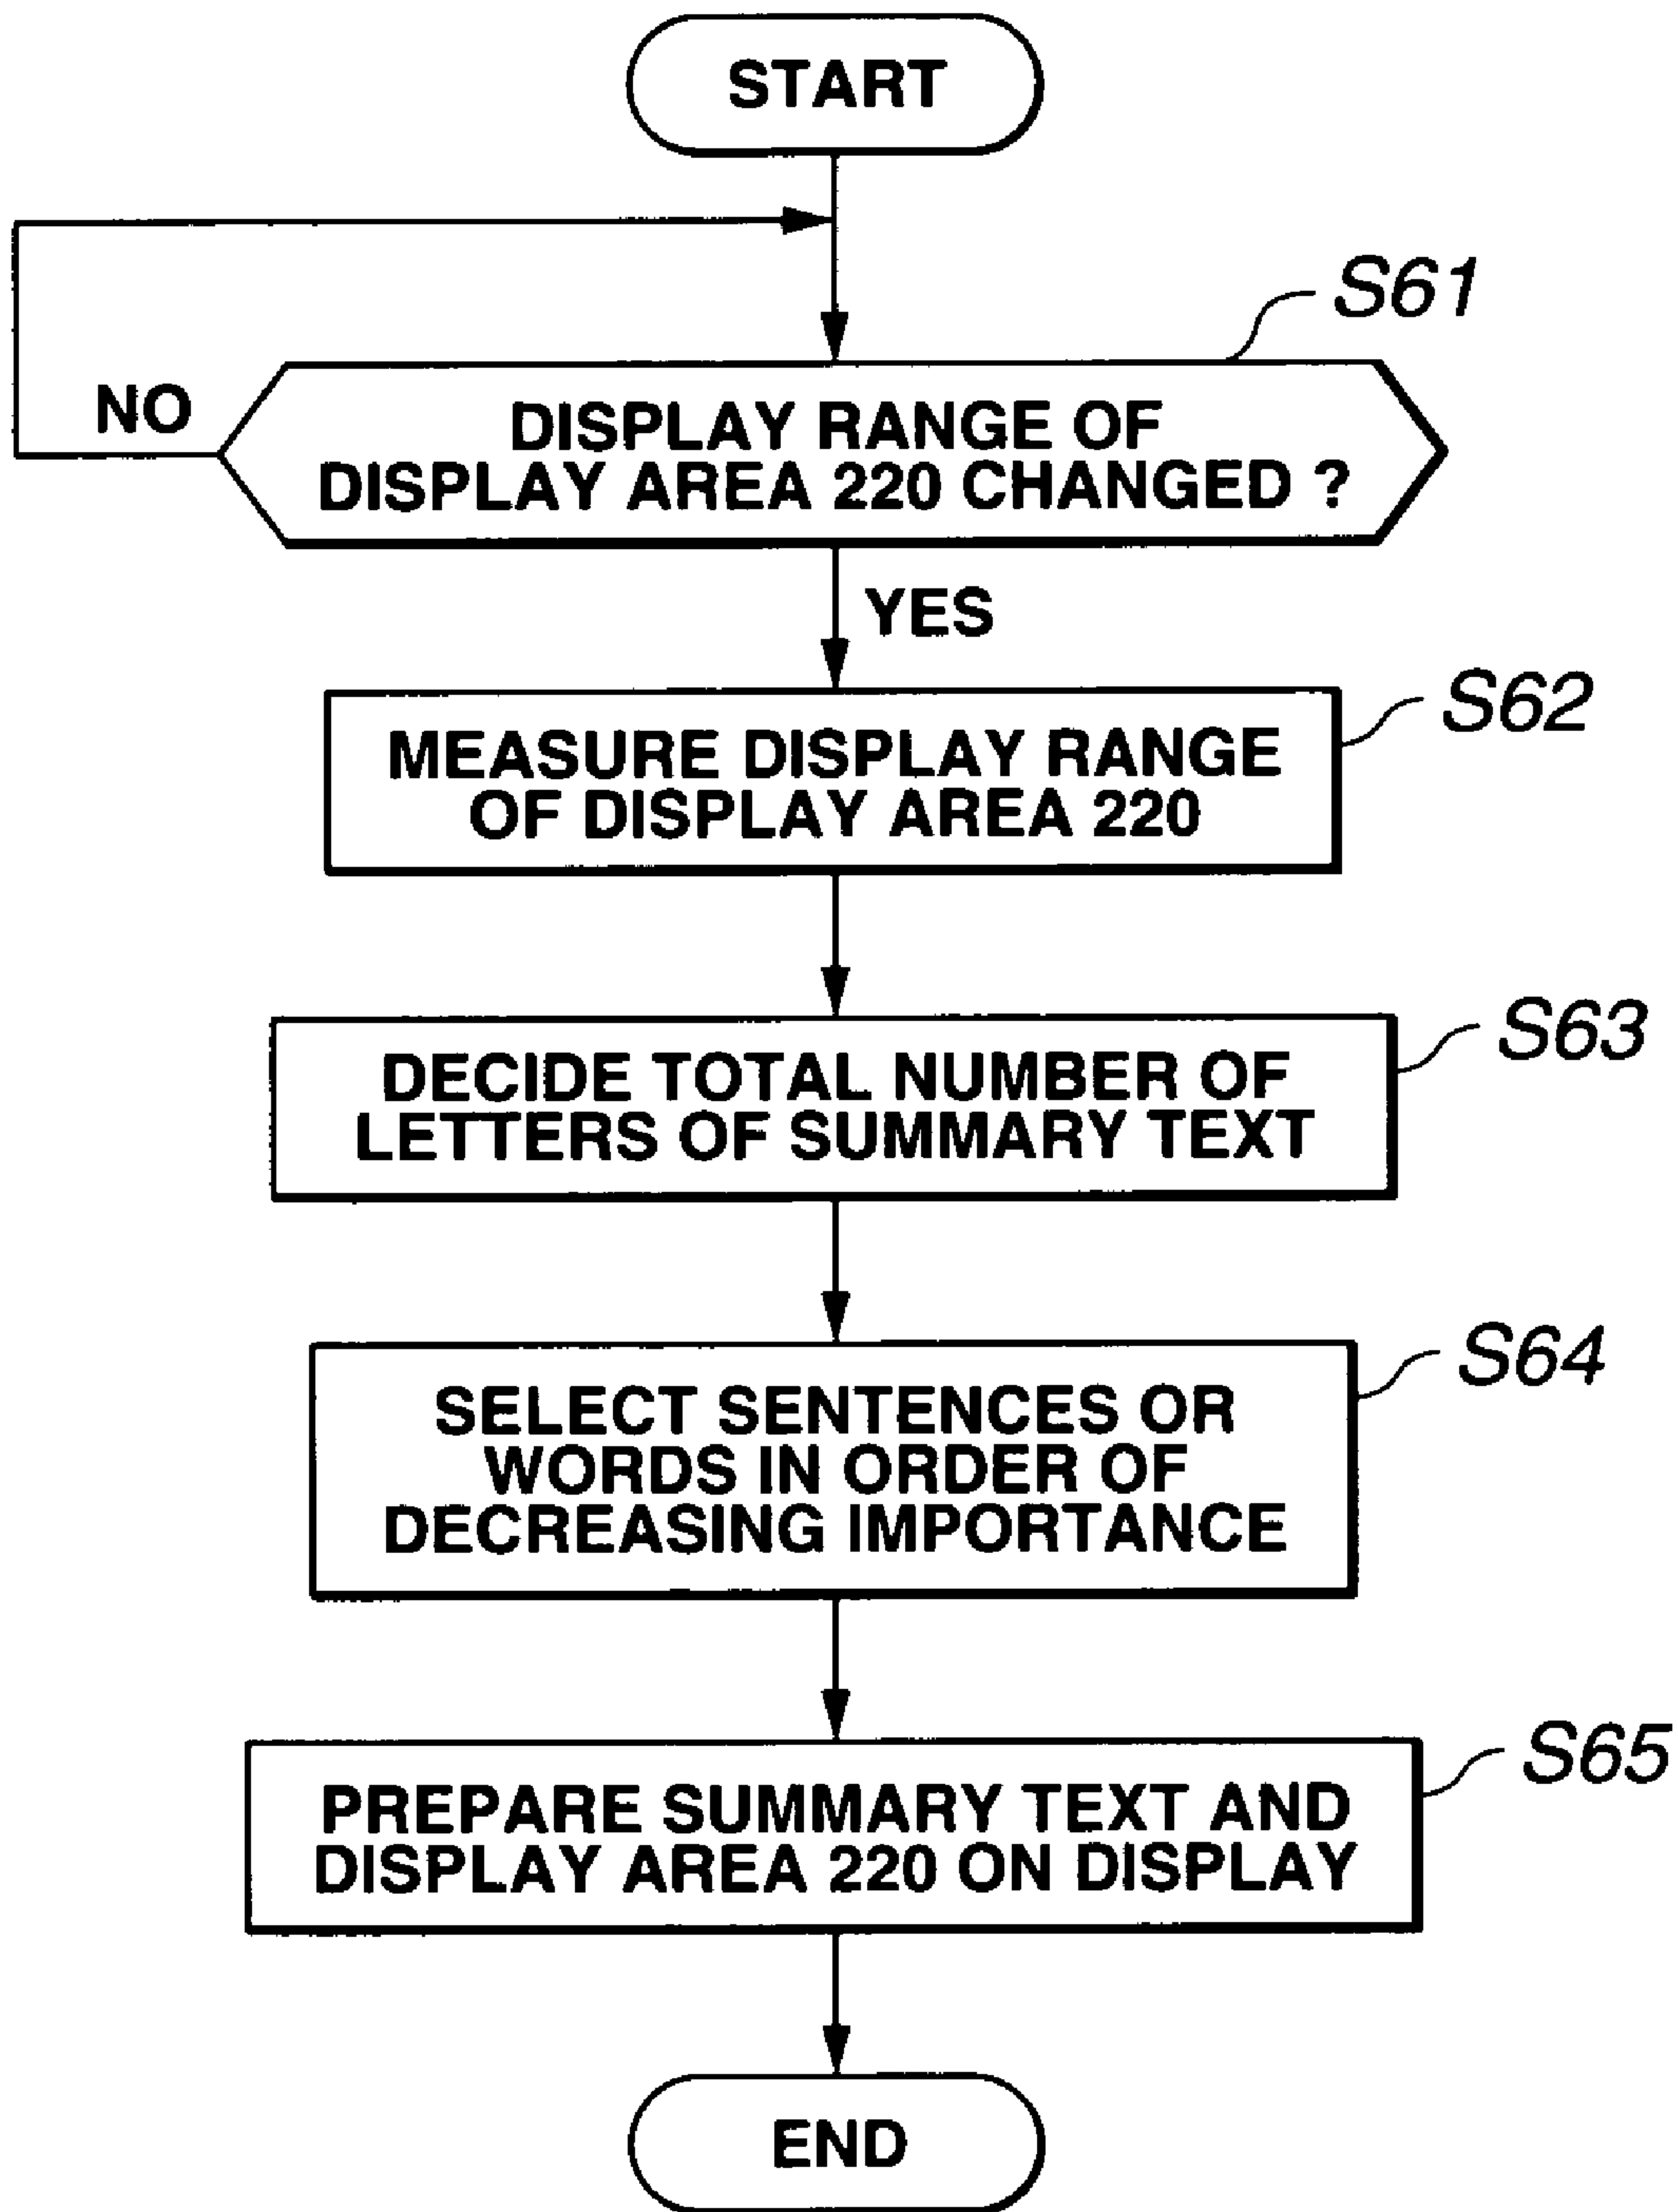 START
S61
NO
DISPLAY RANGE OF
DISPLAY AREA 220 CHANGED ?
YES
S62
MEASURE DISPLAY RANGE
OF DISPLAY AREA 220
S63
DECIDE TOTAL NUMBER OF
LETTERS OF SUMMARY TEXT
S64
SELECT SENTENCES OR
WORDS IN ORDER OF
DECREASING IMPORTANCE
S65
PREPARE SUMMARY TEXT AND
DISPLAY AREA 220 ON DISPLAY
END